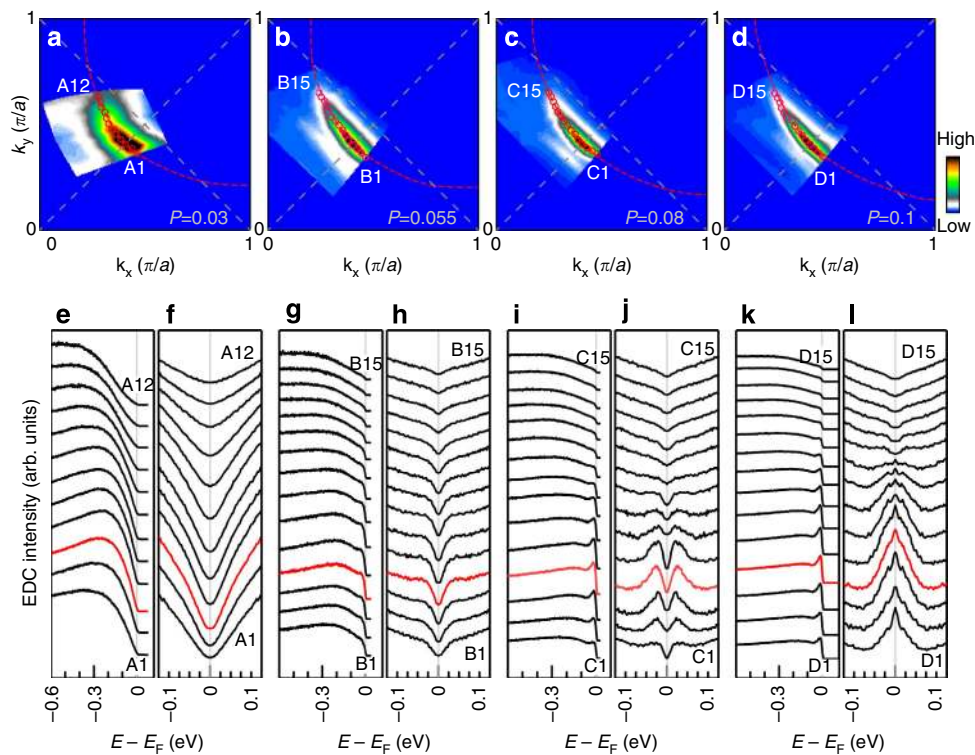 a b c d
1 1 1 1
A12 B15 C15 D15
k_y (π/a)
A1 B1 C1 D1
High
Low
P=0.03 P=0.055 P=0.08 P=0.1
0 0 0 0
0 1 0 1 0 1 0 1
k_x (π/a) k_x (π/a) k_x (π/a) k_x (π/a)
e f g h i j k l
A12 A12 B15 B15 C15 C15 D15 D15
EDC intensity (arb. units)
A1 A1 B1 B1 C1 C1 D1 D1
−0.6 −0.3 0 −0.1 0 0.1 −0.3 0 −0.1 0 0.1 −0.3 0 −0.1 0 0.1 −0.3 0 −0.1 0 0.1
E − E_F (eV) E − E_F (eV) E − E_F (eV) E − E_F (eV)